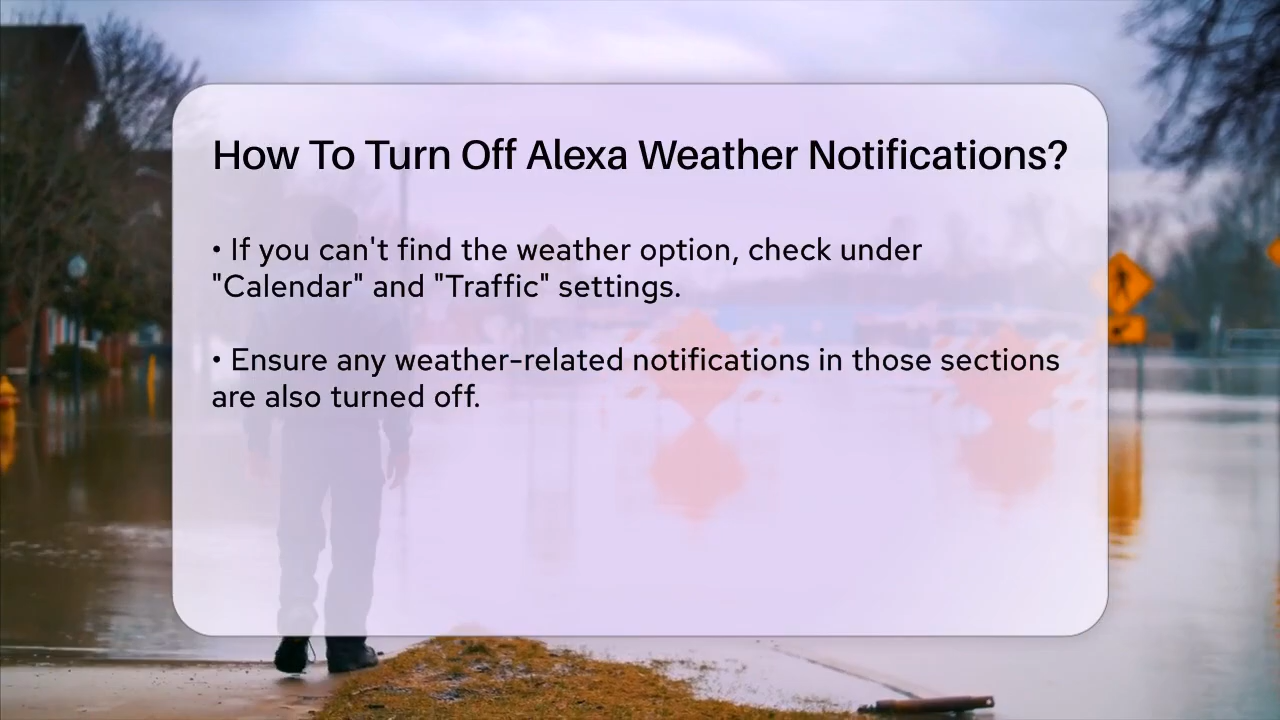 How To Turn Off Alexa Weather Notifications?
• If you can't find the weather option, check under
"Calendar" and "Traffic" settings.
• Ensure any weather-related notifications in those sections
are also turned off.